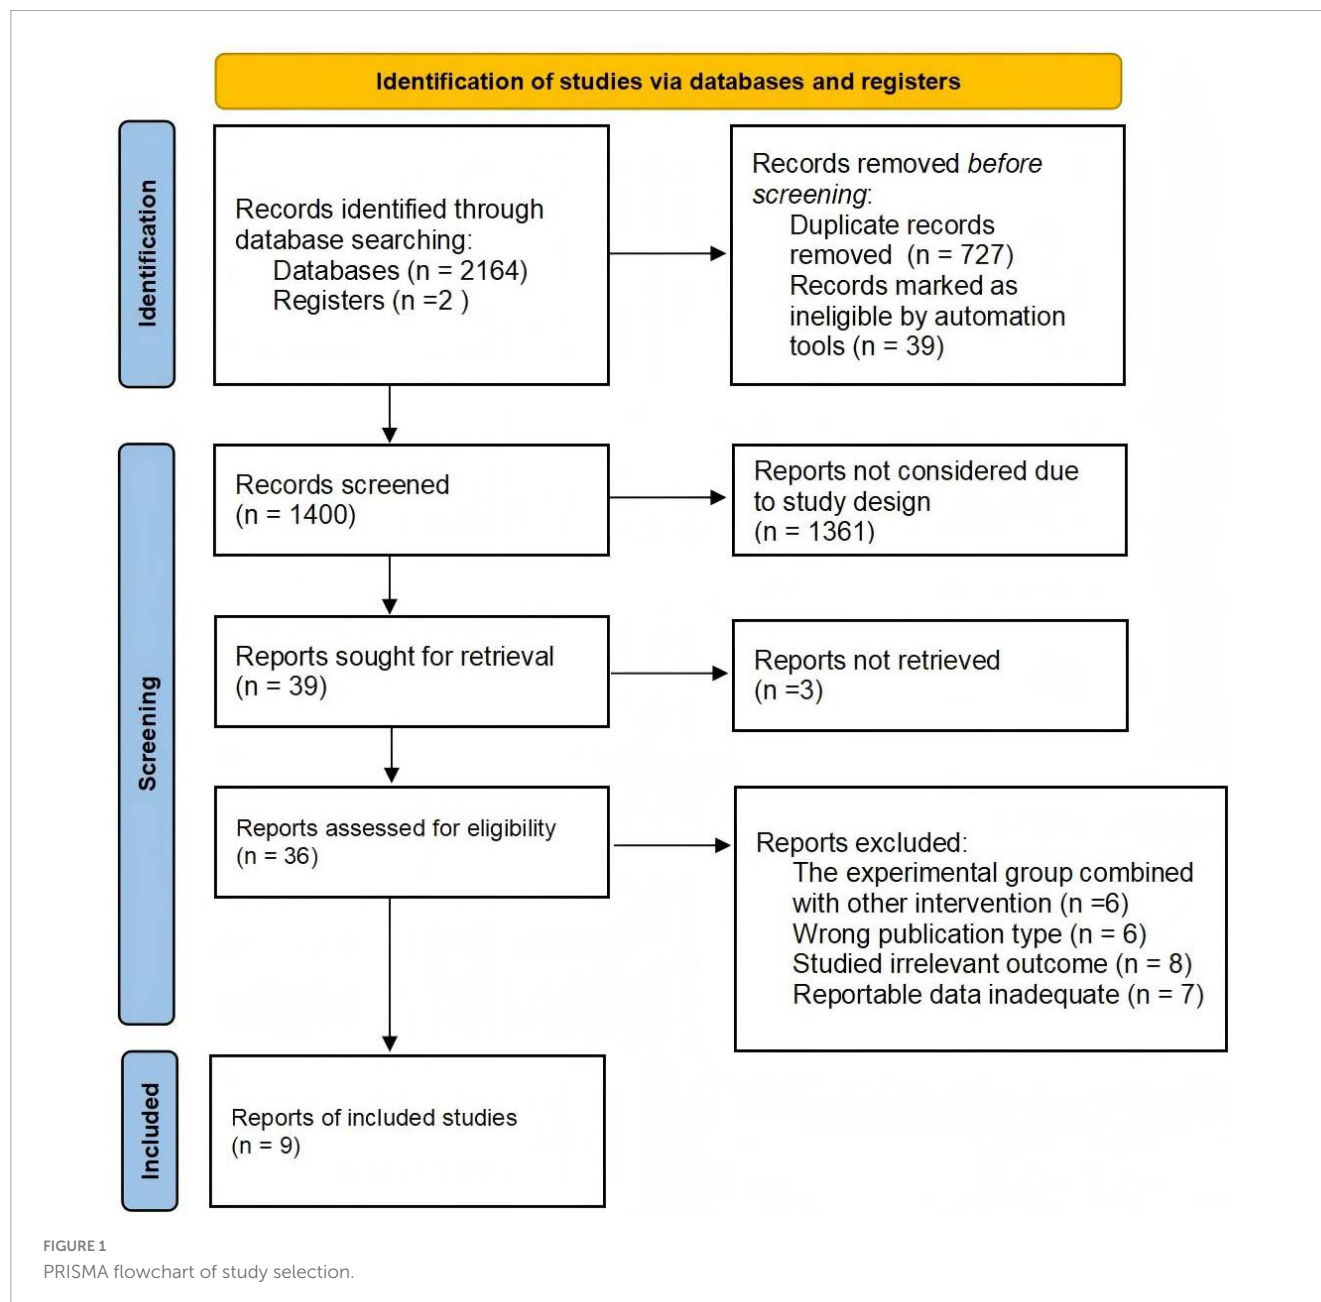 Identification of studies via databases and registers
Identification
Records identified through
database searching:
Databases (n = 2164)
Registers (n =2 )
Records removed before
screening:
Duplicate records
removed  (n = 727)
Records marked as
ineligible by automation
tools (n = 39)
Screening
Records screened
(n = 1400)
Reports not considered due
to study design
(n = 1361)
Reports sought for retrieval
(n = 39)
Reports not retrieved
(n =3)
Reports assessed for eligibility
(n = 36)
Reports excluded:
The experimental group combined
with other intervention (n =6)
Wrong publication type (n = 6)
Studied irrelevant outcome (n = 8)
Reportable data inadequate (n = 7)
Included
Reports of included studies
(n = 9)
FIGURE 1
PRISMA flowchart of study selection.